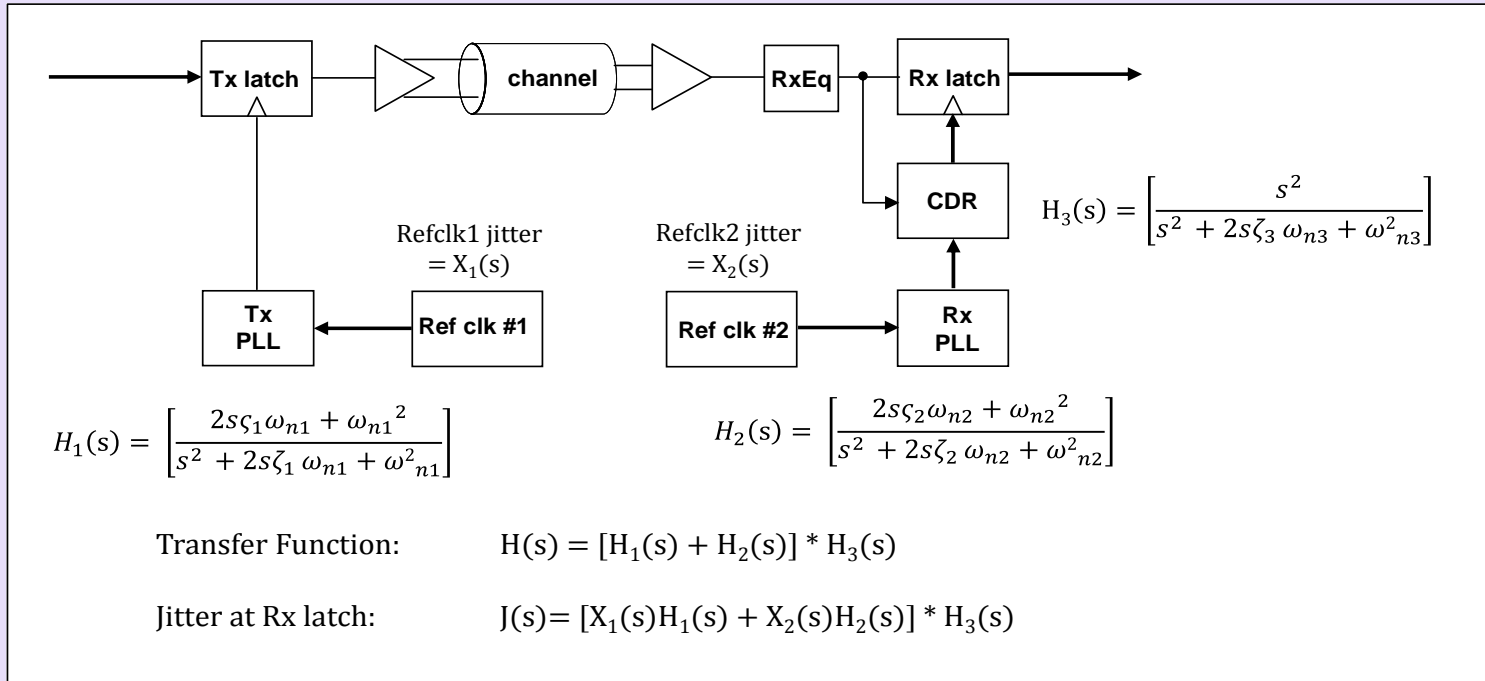 Tx latch
channel
RxEq
Rx latch
CDR
H₃(s) = [s² / (s² + 2sζ₃ ωₙ₃ + ω²ₙ₃)]
Refclk1 jitter
= X₁(s)
Refclk2 jitter
= X₂(s)
Tx
PLL
Ref clk #1
Ref clk #2
Rx
PLL
H₁(s) = [(2sς₁ωₙ₁ + ωₙ₁²) / (s² + 2sζ₁ ωₙ₁ + ω²ₙ₁)]
H₂(s) = [(2sς₂ωₙ₂ + ωₙ₂²) / (s² + 2sζ₂ ωₙ₂ + ω²ₙ₂)]
Transfer Function: H(s) = [H₁(s) + H₂(s)] * H₃(s)
Jitter at Rx latch: J(s)= [X₁(s)H₁(s) + X₂(s)H₂(s)] * H₃(s)